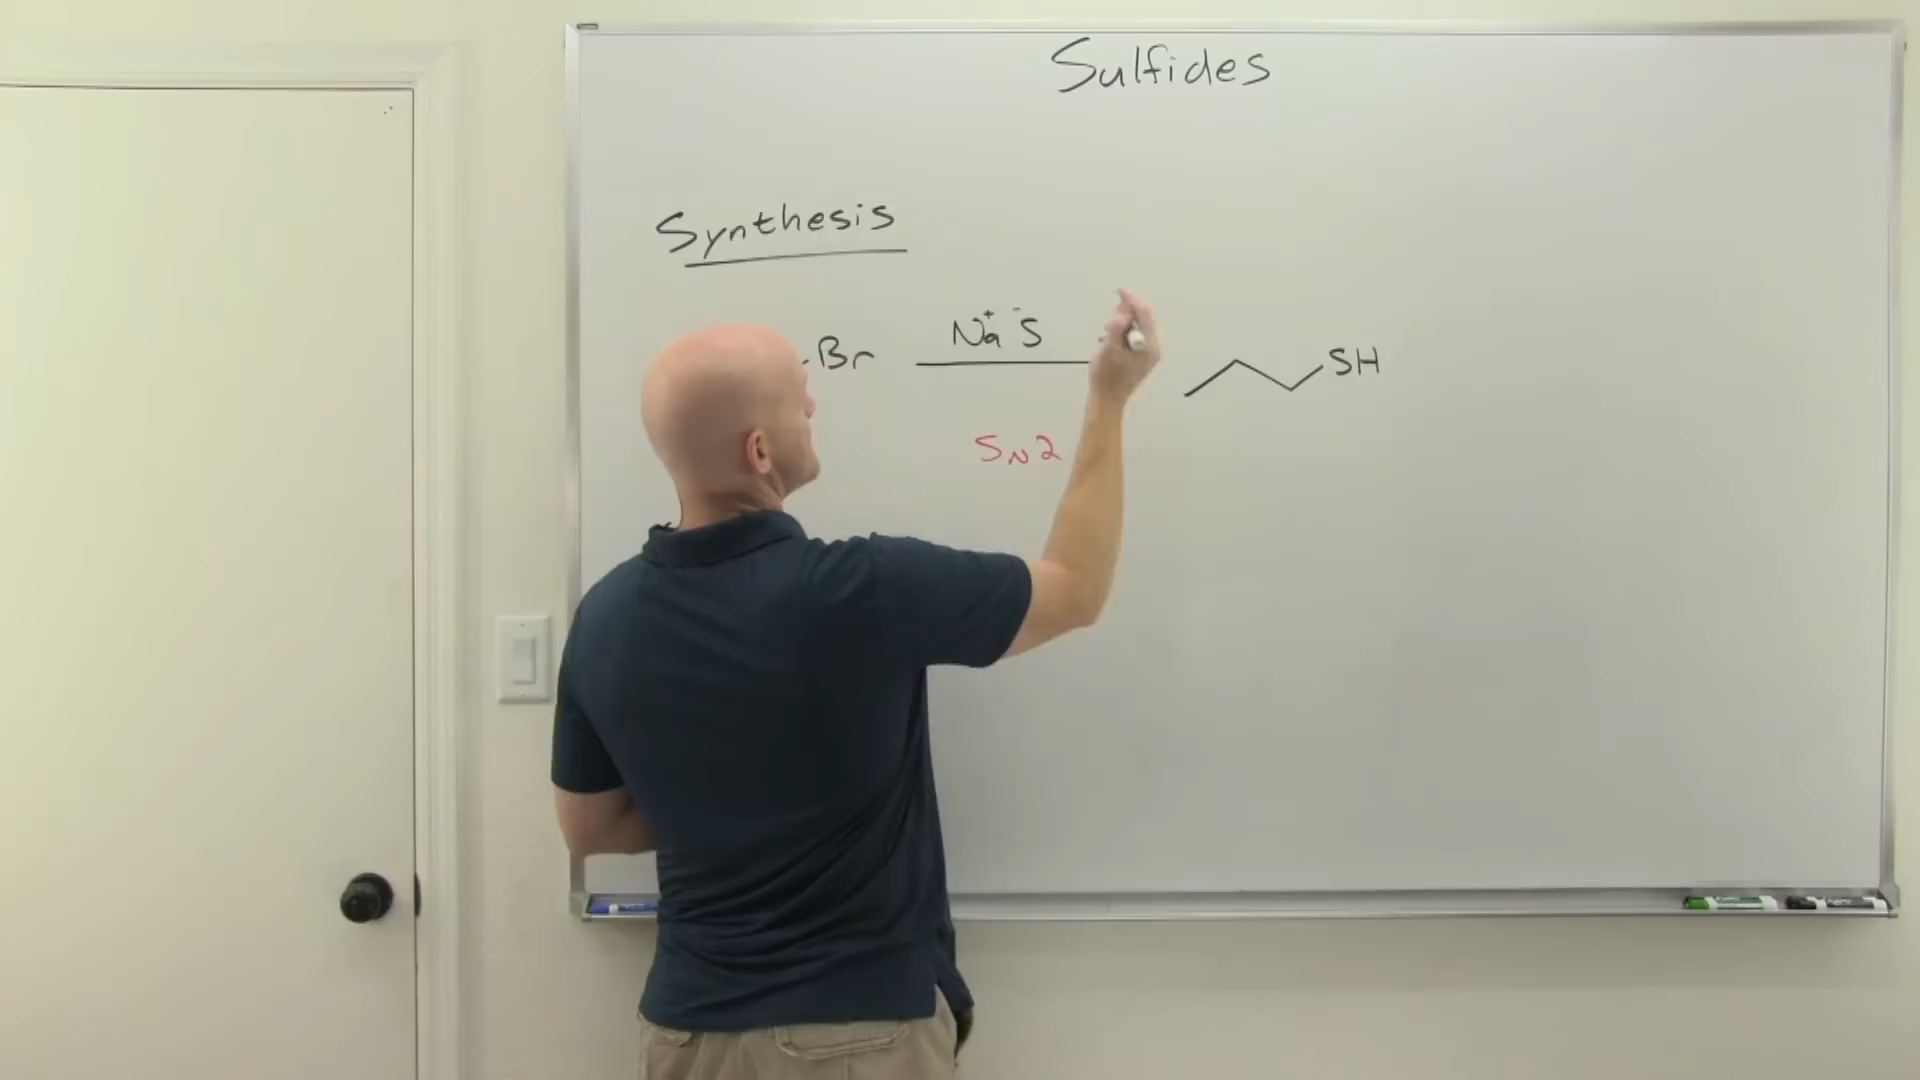 Sulfides
Synthesis
Br
Na⁺ ⁻S
SH
SN2